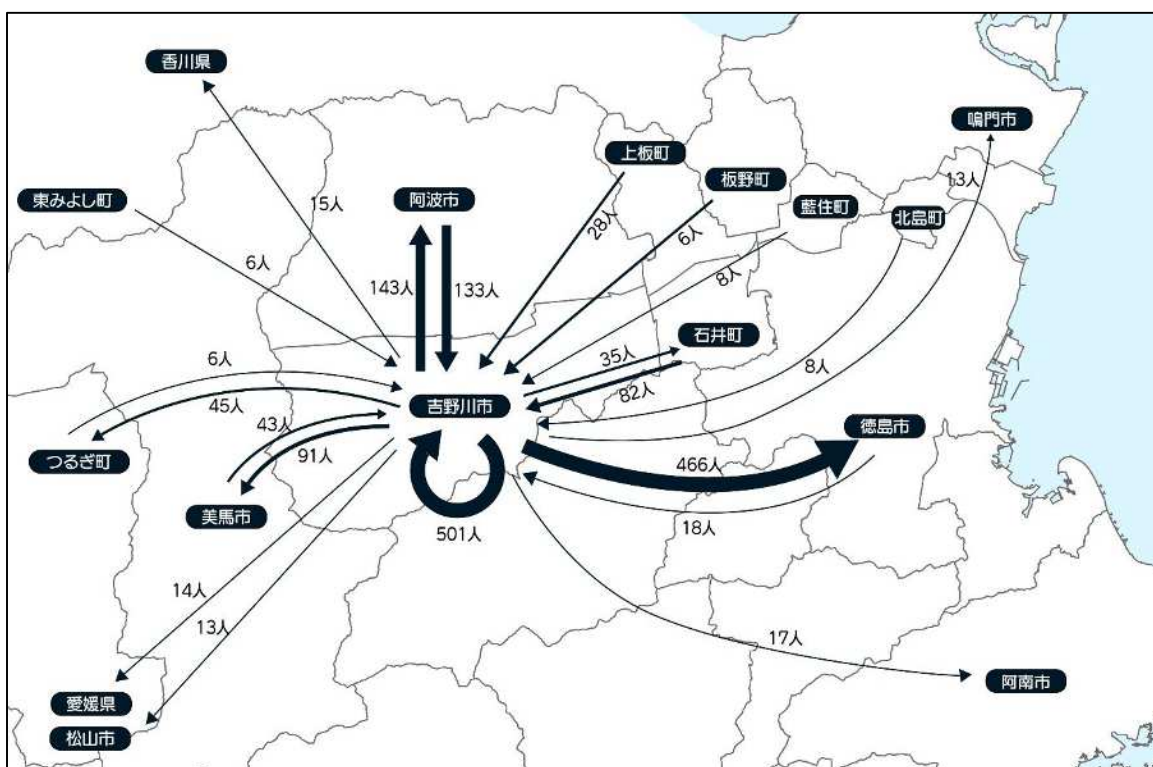 香川県
鳴門市
上板町
板野町
13人
東みよし町
阿波市
藍住町
北島町
15人
28人
6人
6人
8人
143人
133人
石井町
35人
6人
8人
82人
45人
吉野川市
43人
徳島市
つるぎ町
91人
466人
美馬市
501人
18人
14人
13人
17人
愛媛県
阿南市
松山市